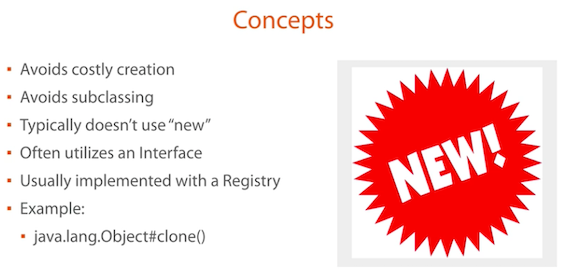 Concepts
▪ Avoids costly creation
▪ Avoids subclassing
▪ Typically doesn’t use “new”
▪ Often utilizes an Interface
▪ Usually implemented with a Registry
▪ Example:
▪ java.lang.Object#clone()
NEW!